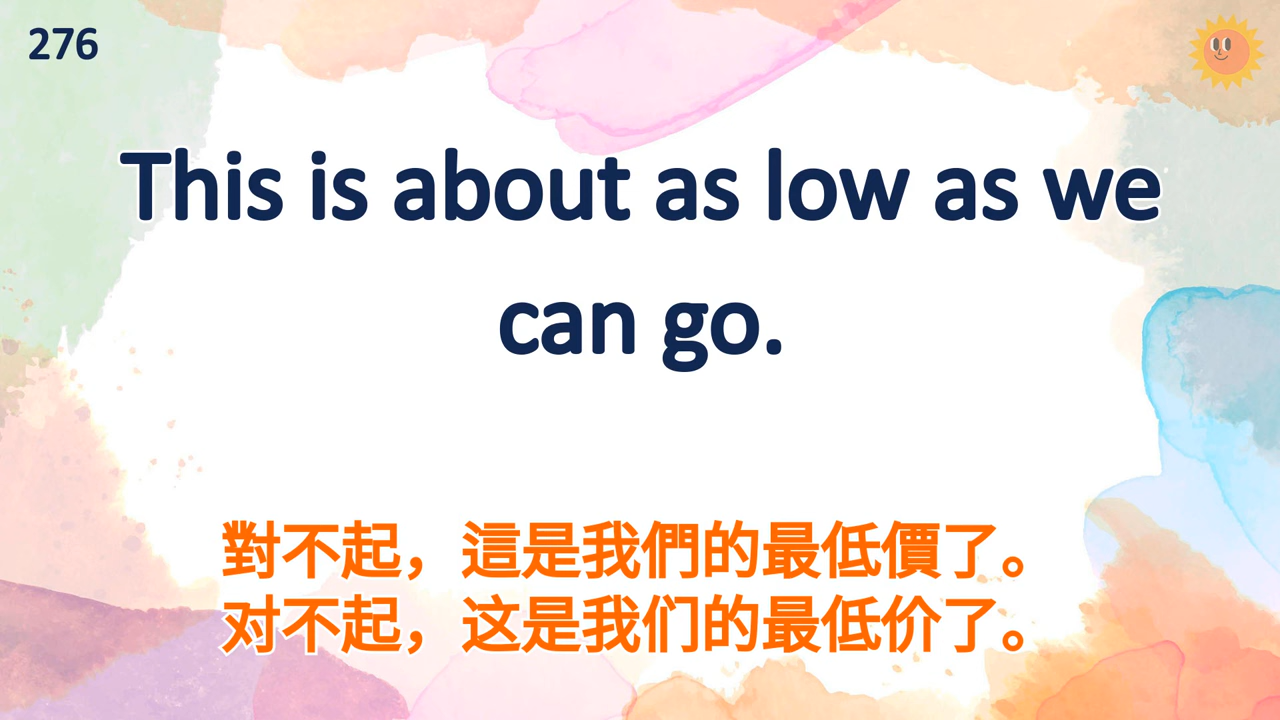 276
This is about as low as we
can go.
對不起，這是我們的最低價了。
对不起，这是我们的最低价了。